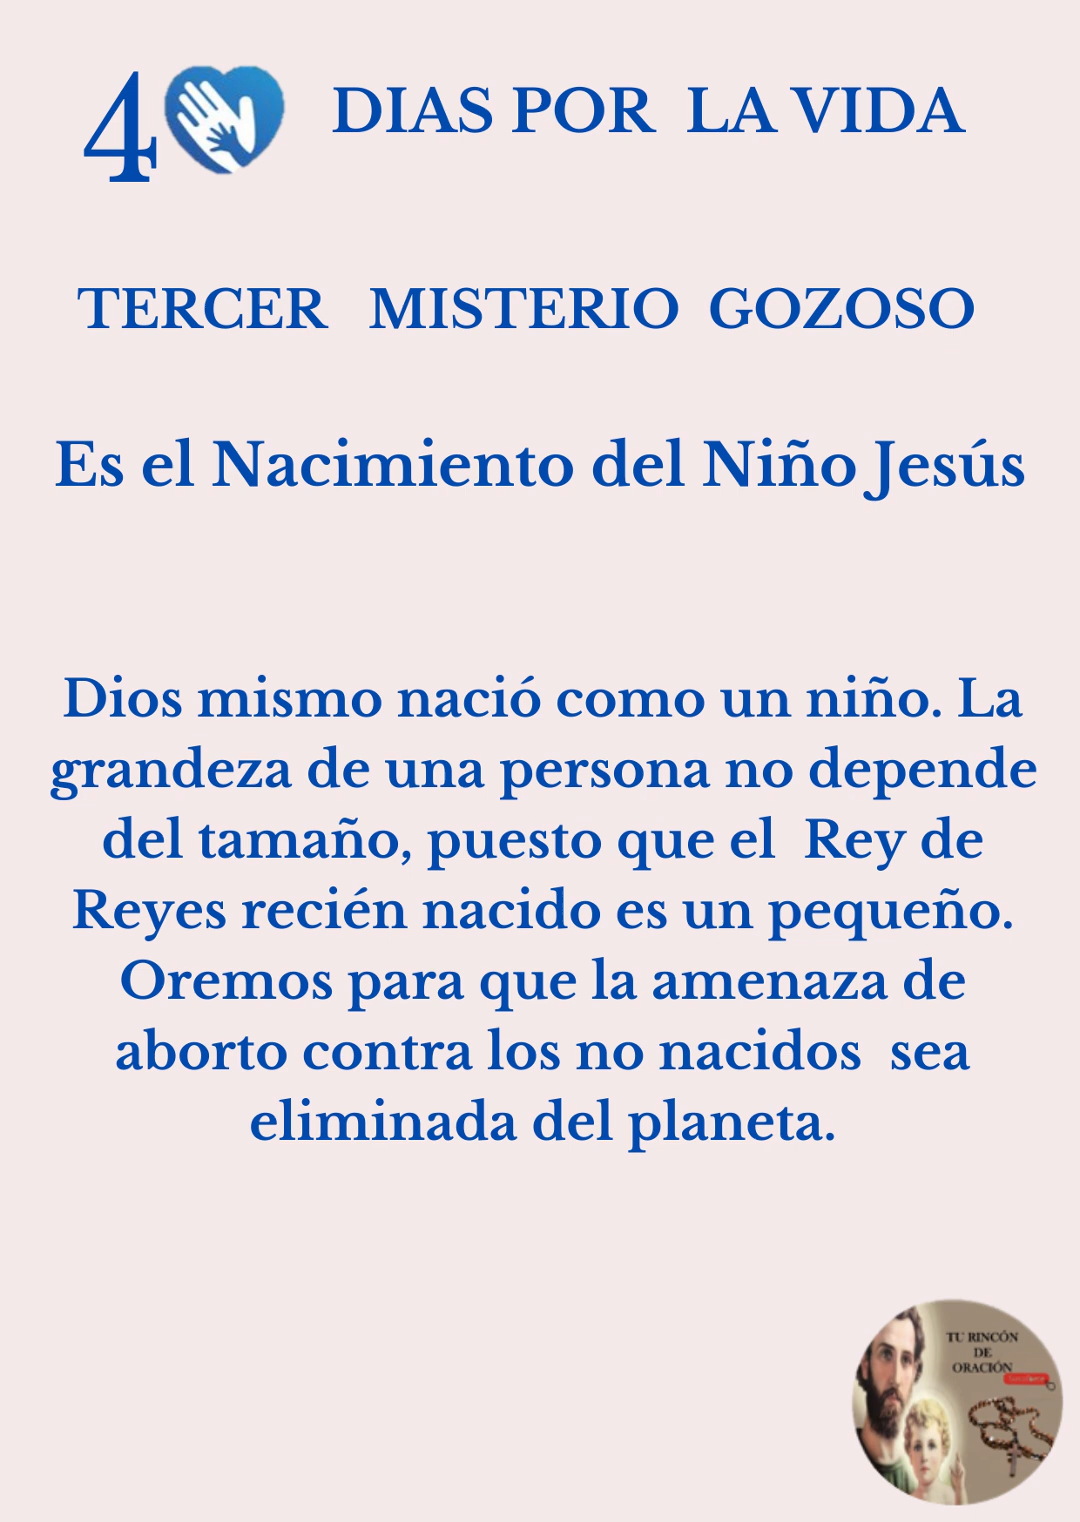 4 DIAS POR LA VIDA
TERCER MISTERIO GOZOSO
Es el Nacimiento del Niño Jesús
Dios mismo nació como un niño. La
grandeza de una persona no depende
del tamaño, puesto que el Rey de
Reyes recién nacido es un pequeño.
Oremos para que la amenaza de
aborto contra los no nacidos sea
eliminada del planeta.
TU RINCÓN
DE
ORACIÓN